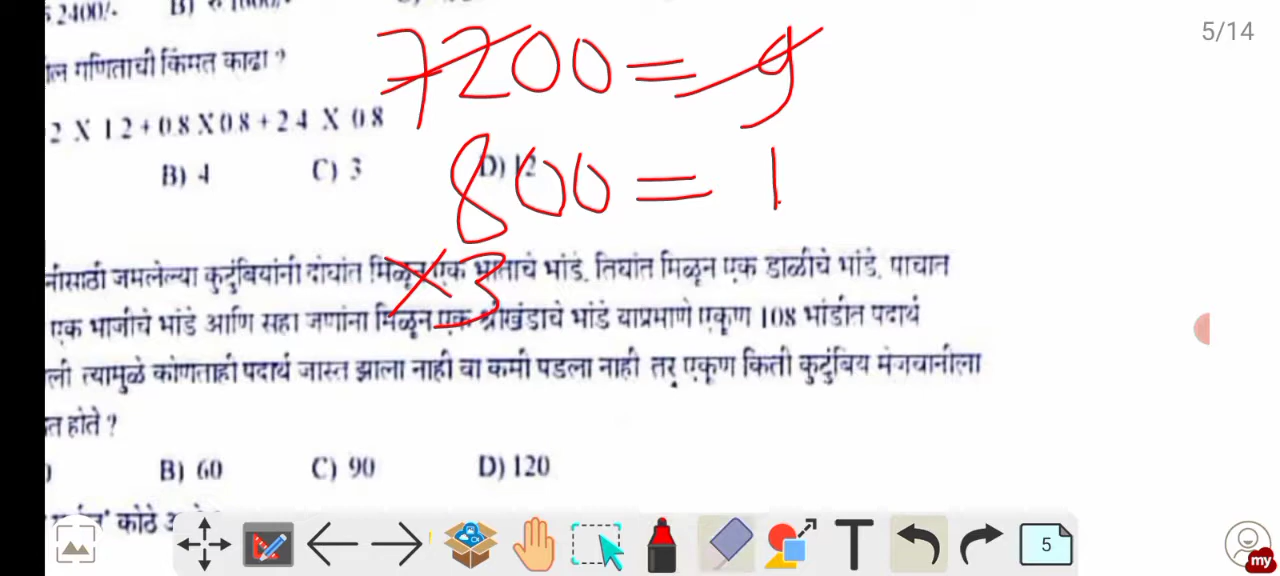 2400/- B)
5/14
ल गणिताची किंमत काढा ?
7200 = 9
2 X 1 2 + 0 8 X 0 8 + 2 4 X 0 8
800 = 1
B) 4 C) 3 D) 12
×3
नीसाठी जमलेल्या कुटुंबियांनी दोघांत मिळून एक भाताचे भांडे, तिघांत मिळून एक डाळीचे भांडे, पाचात
एक भाजीचे भांडे आणि सहा जणांना मिळून एक श्रीखंडाचे भांडे याप्रमाणे एकूण 108 भांडीत पदार्थ
ली त्यामुळे कोणताही पदार्थ जास्त झाला नाही वा कमी पडला नाही तर एकूण किती कुटुंबिय मेजवानीला
त होते ?
B) 60 C) 90 D) 120
कोठे
T 5 my